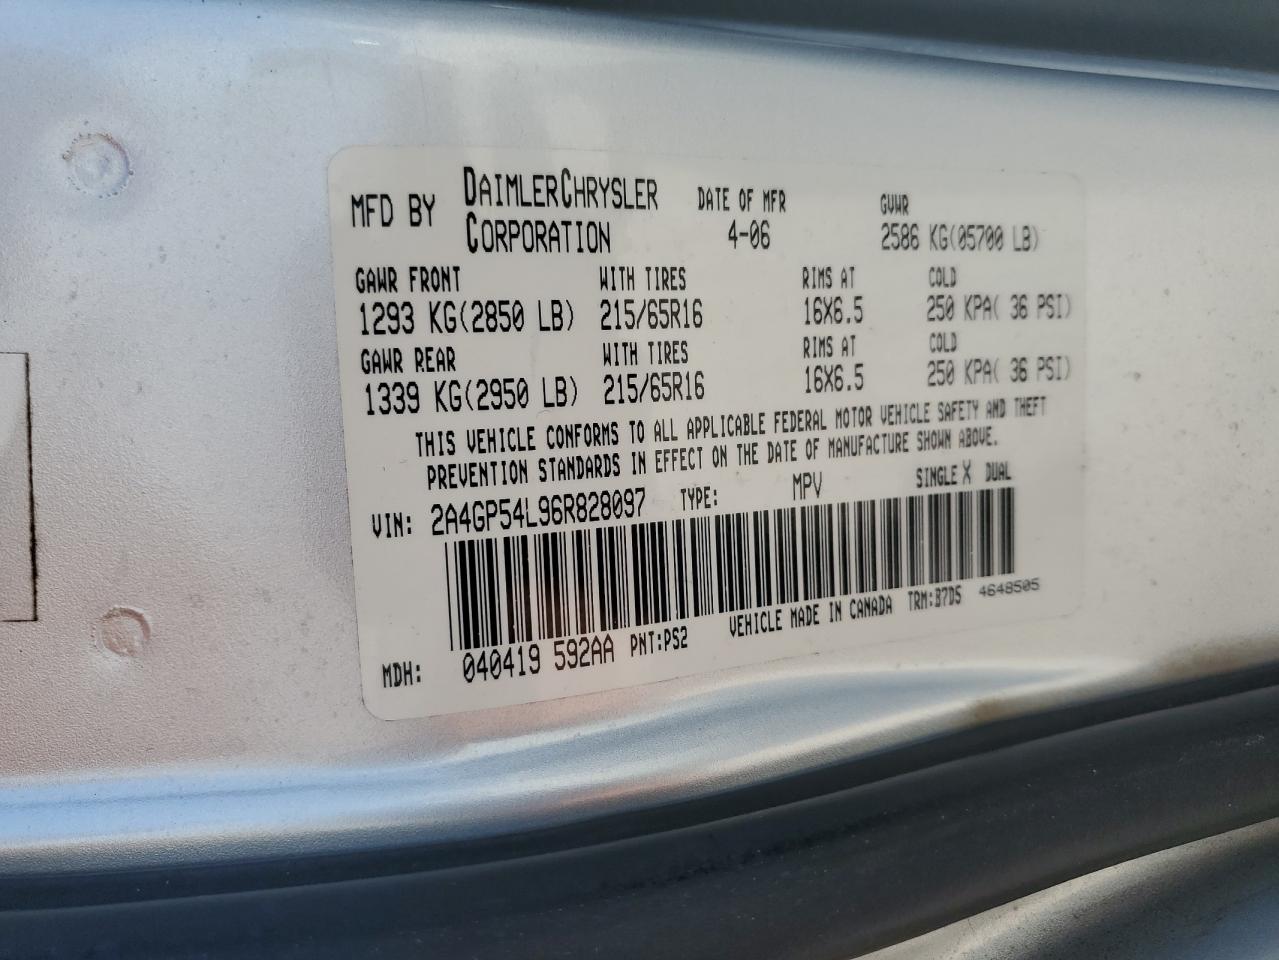 MFD BY DAIMLERCHRYSLER CORPORATION DATE OF MFR 4-06 GVWR 2586 KG(05700 LB)
GAWR FRONT WITH TIRES RIMS AT COLD
1293 KG(2850 LB) 215/65R16 16X6.5 250 KPA( 36 PSI)
GAWR REAR WITH TIRES RIMS AT COLD
1339 KG(2950 LB) 215/65R16 16X6.5 250 KPA( 36 PSI)
THIS VEHICLE CONFORMS TO ALL APPLICABLE FEDERAL MOTOR VEHICLE SAFETY AND THEFT
PREVENTION STANDARDS IN EFFECT ON THE DATE OF MANUFACTURE SHOWN ABOVE.
VIN: 2A4GP54L96R828097 TYPE: MPV SINGLE X DUAL
MDH: 040419 592AA PNT:PS2 VEHICLE MADE IN CANADA TRM:B7D5 4648505